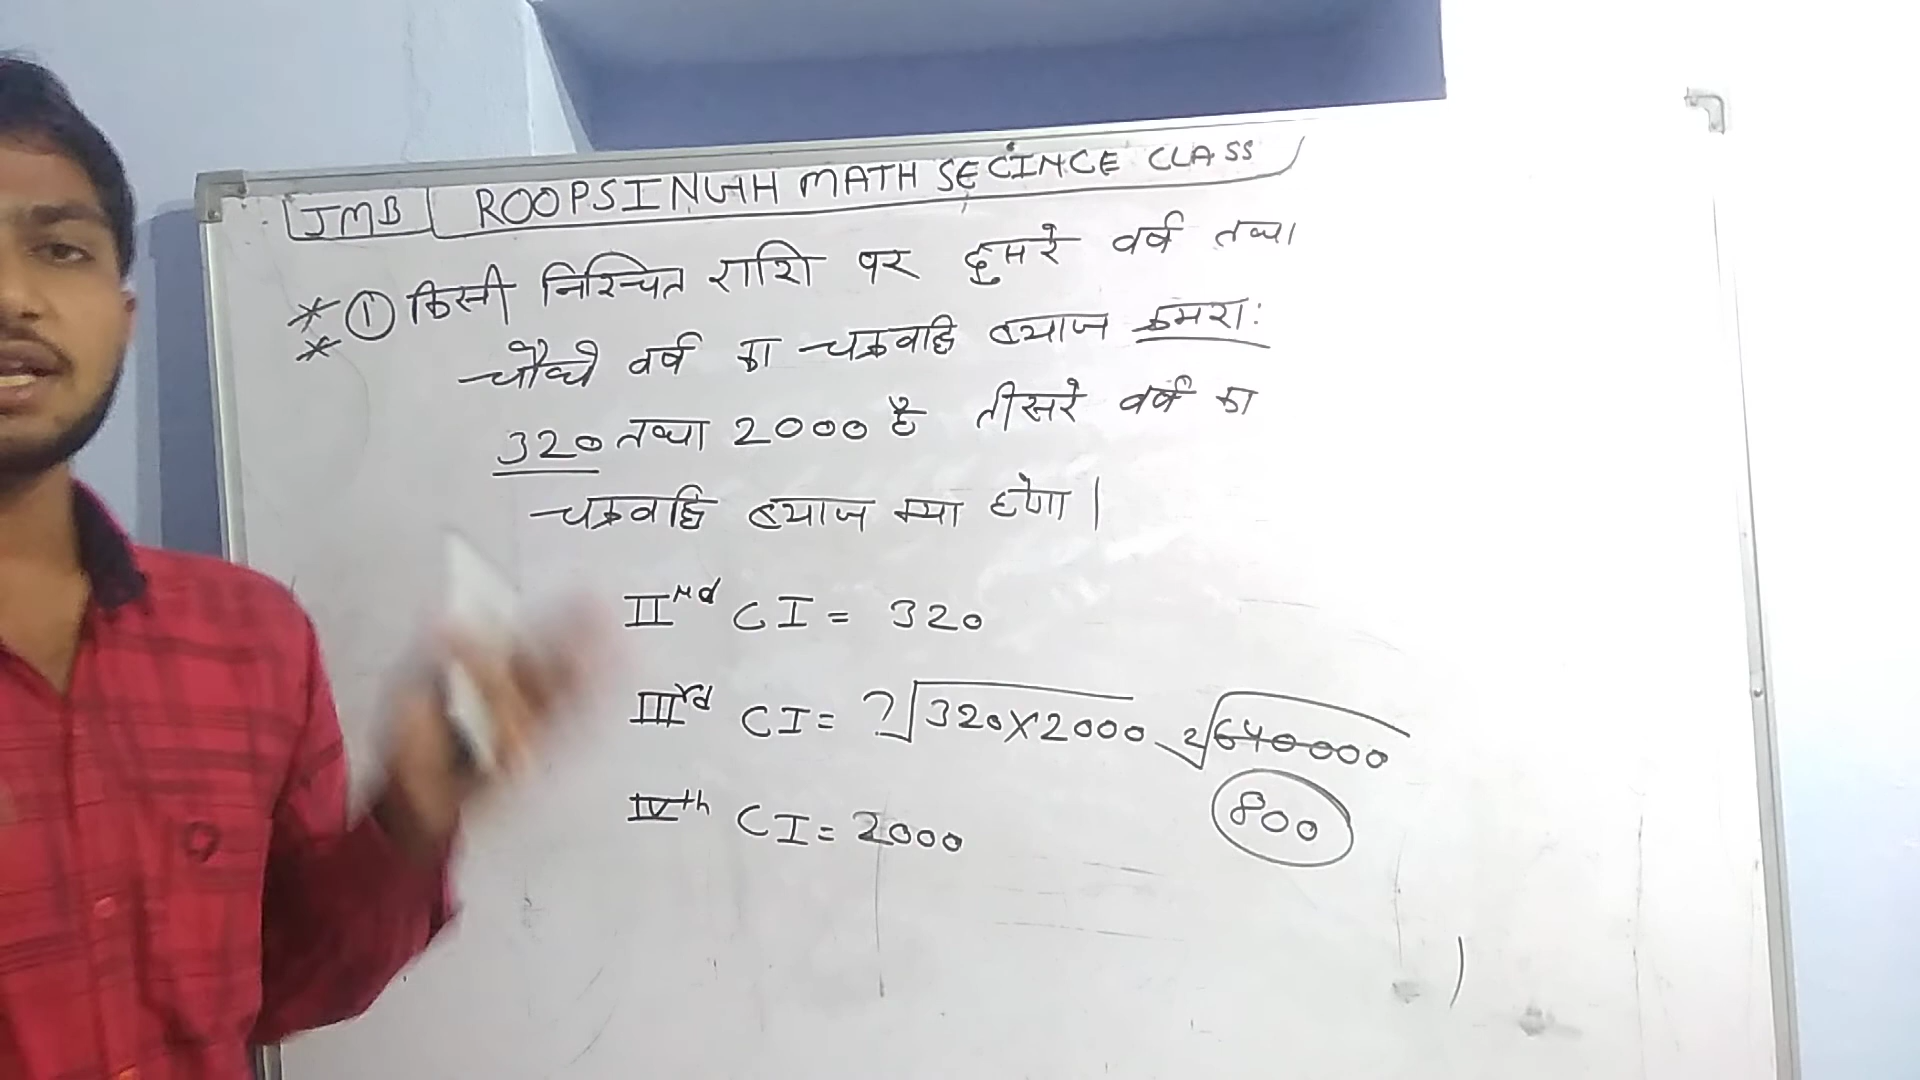 JMB ROOPSINGH MATH SECINCE CLASS
** ① किसी निश्चित राशि पर दुसरे वर्ष तथा
चौथे वर्ष का चक्रवृद्धि ब्याज क्रमश:
320 तथा 2000 है तीसरे वर्ष का
चक्रवृद्धि ब्याज क्या होगा |
II nd CI = 320
III rd CI = ? √320×2000 2√640000
800
IV th CI = 2000